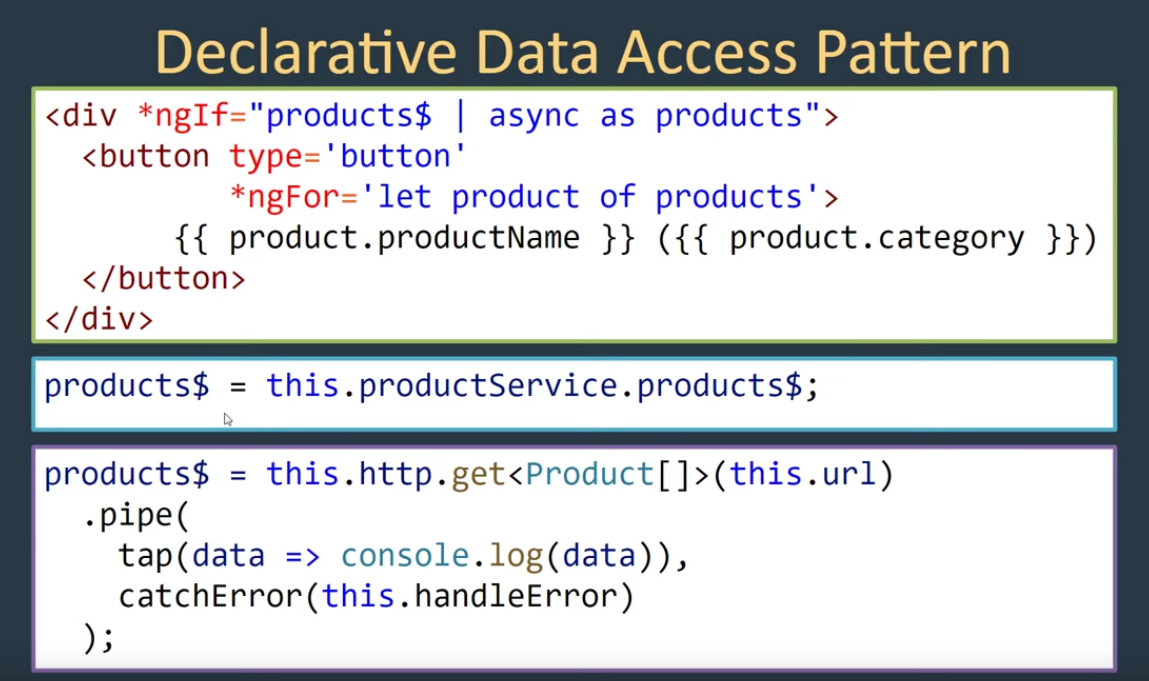 Declarative Data Access Pattern
<div *ngIf="products$ | async as products">
  <button type='button'
          *ngFor='let product of products'>
       {{ product.productName }} ({{ product.category }})
  </button>
</div>
products$ = this.productService.products$;
products$ = this.http.get<Product[]>(this.url)
  .pipe(
    tap(data => console.log(data)),
    catchError(this.handleError)
  );